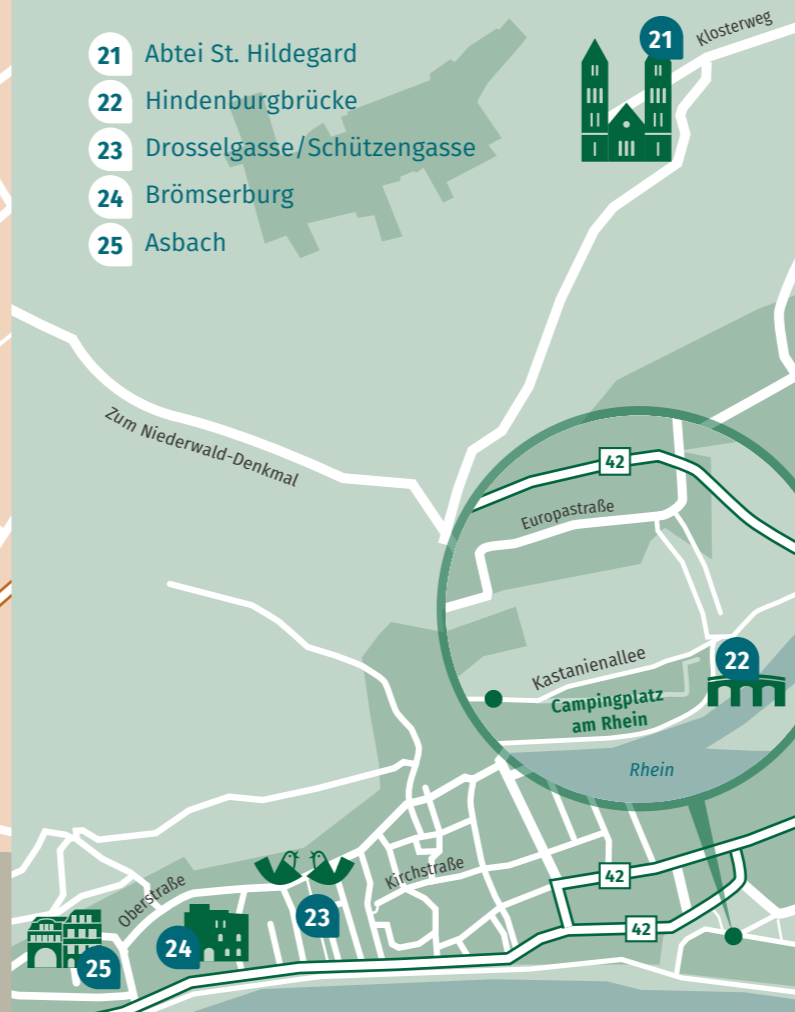 21 Abtei St. Hildegard
22 Hindenburgbrücke
23 Drosselgasse/Schützengasse
24 Brömserburg
25 Asbach
21
Klosterweg
Zum Niederwald-Denkmal
42
Europastraße
Kastanienallee
22
Campingplatz
am Rhein
Rhein
Kirchstraße
42
Oberstraße
23
42
24
25